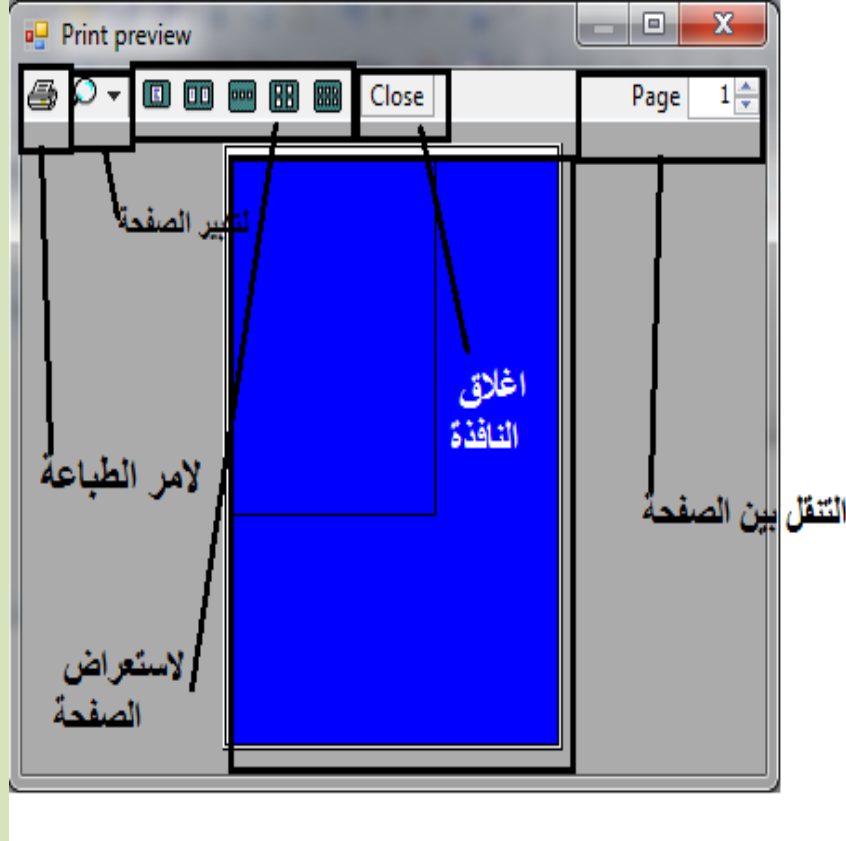 Print preview
Close
Page 1
لتكبير الصفحة
اغلاق
النافذة
لامر الطباعة
التنقل بين الصفحة
لاستعراض
الصفحة